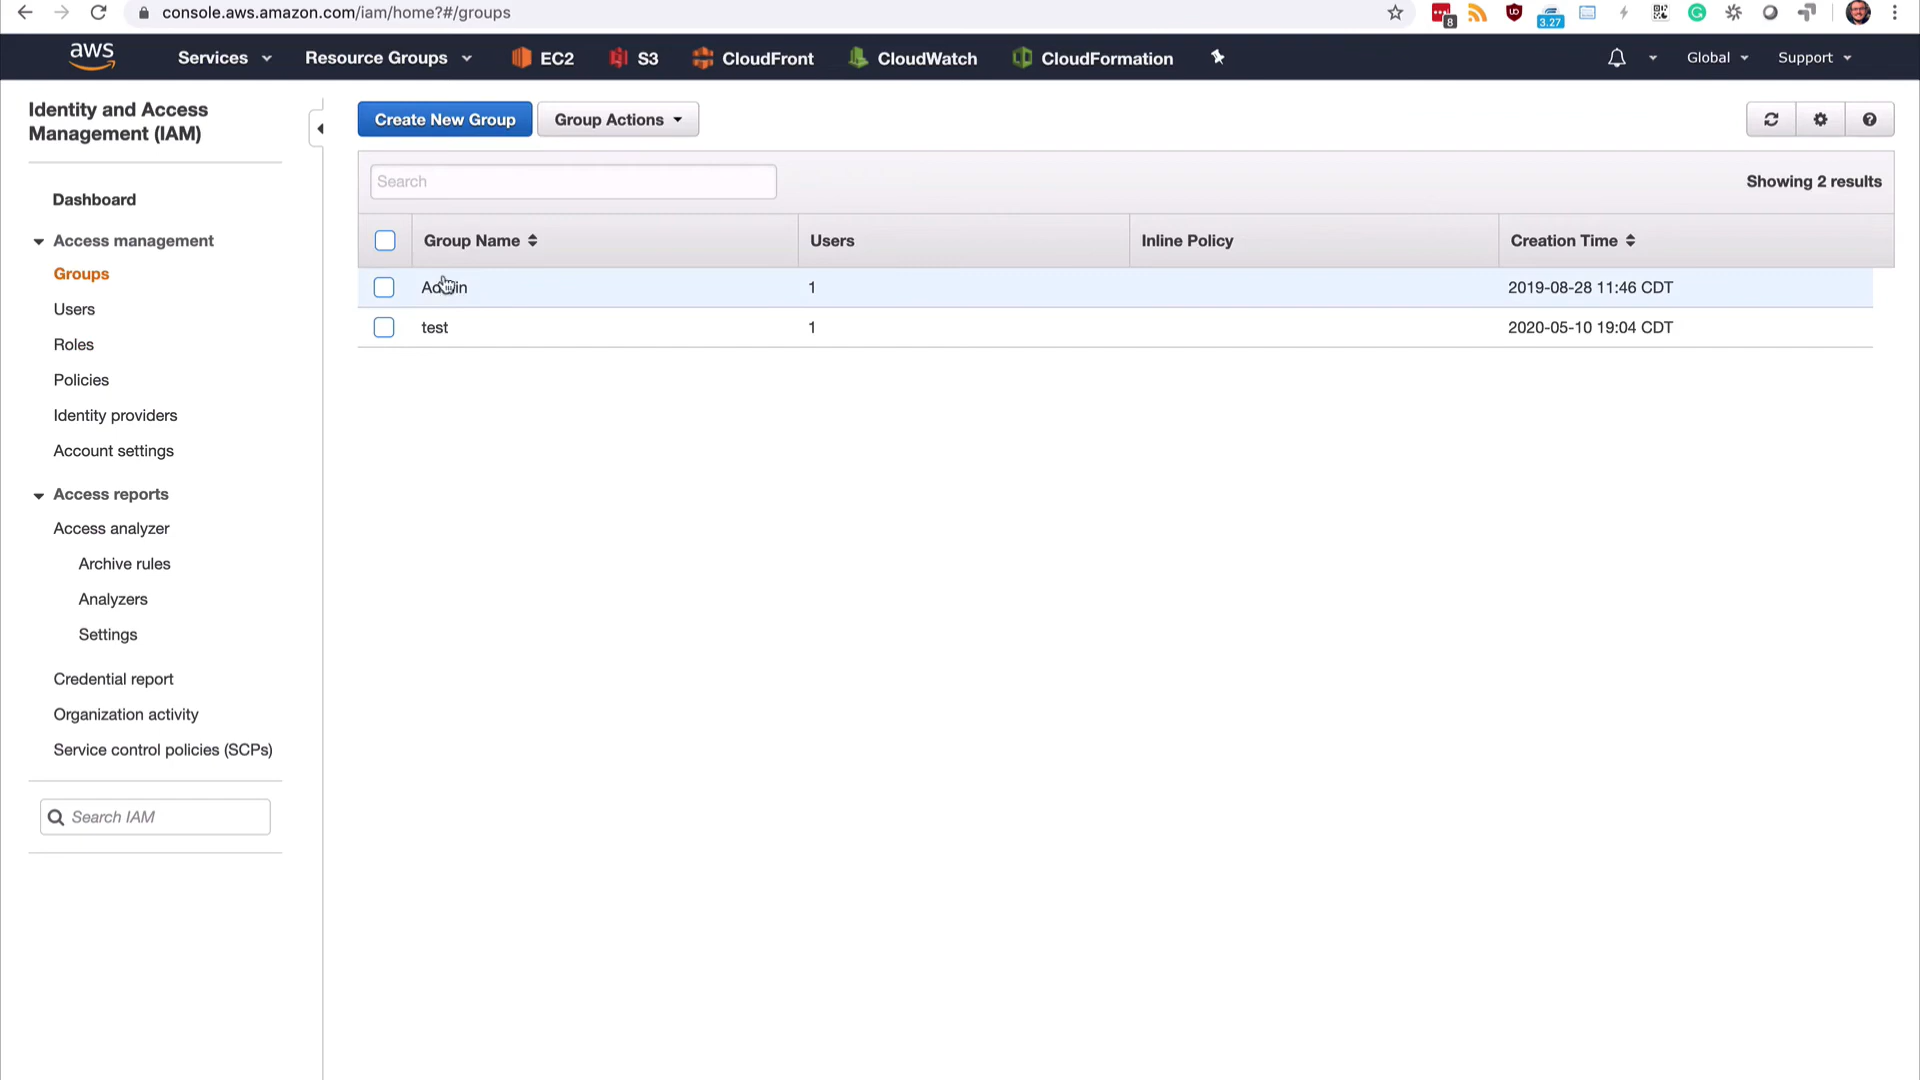 console.aws.amazon.com/iam/home?#/groups
8
3.27
aws
Services
Resource Groups
EC2
S3
CloudFront
CloudWatch
CloudFormation
Global
Support
Identity and Access
Management (IAM)
Dashboard
Access management
Groups
Users
Roles
Policies
Identity providers
Account settings
Access reports
Access analyzer
Archive rules
Analyzers
Settings
Credential report
Organization activity
Service control policies (SCPs)
Search IAM
Create New Group
Group Actions
Search
Showing 2 results
Group Name Users Inline Policy Creation Time
Admin 1 2019-08-28 11:46 CDT
test 1 2020-05-10 19:04 CDT